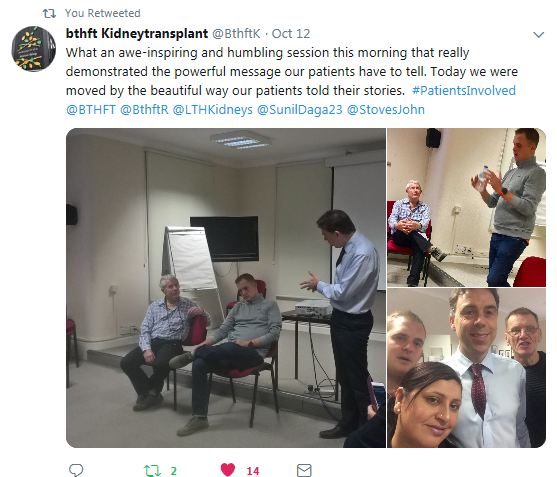 You Retweeted
bthft Kidneytransplant @BthftK · Oct 12
What an awe-inspiring and humbling session this morning that really
demonstrated the powerful message our patients have to tell. Today we were
moved by the beautiful way our patients told their stories. #PatientsInvolved
@BTHFT @BthftR @LTHKidneys @SunilDaga23 @StovesJohn
2
14